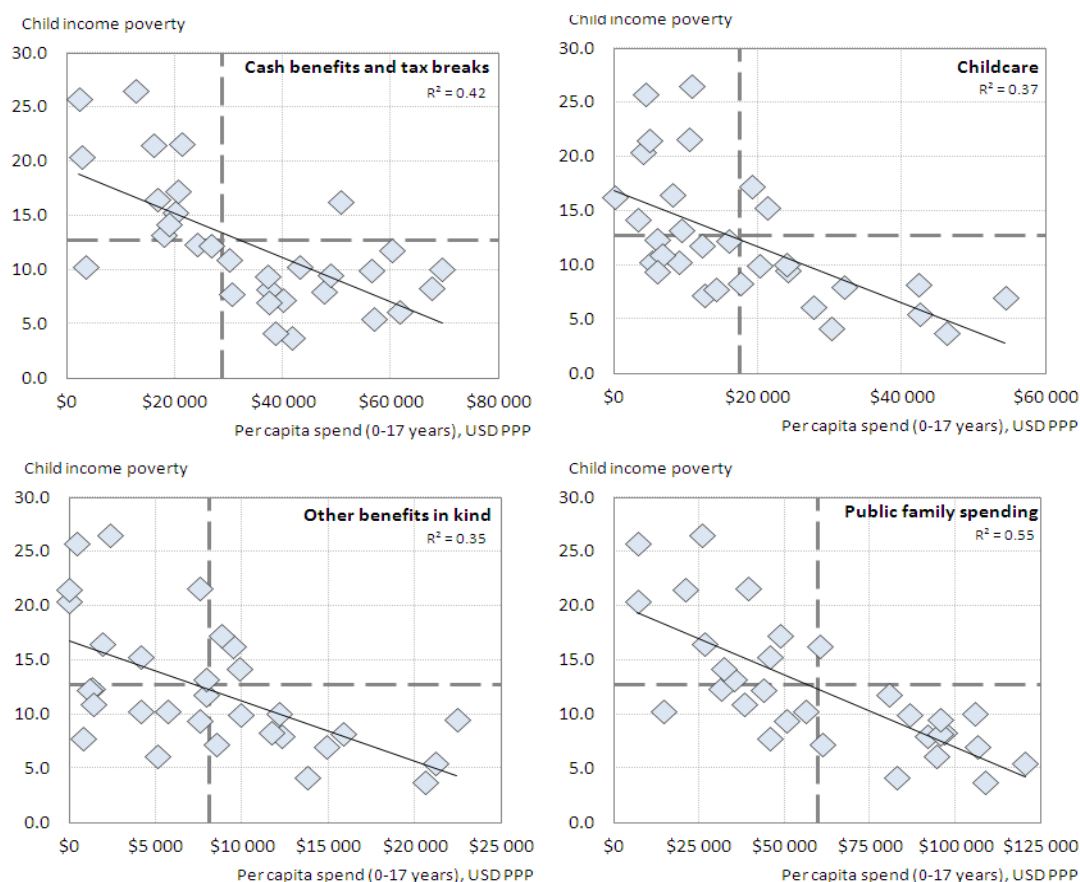 Child income poverty
30.0
Cash benefits and tax breaks
R² = 0.42
25.0
20.0
15.0
10.0
5.0
0.0
$0 $20 000 $40 000 $60 000 $80 000
Per capita spend (0-17 years), USD PPP
Child income poverty
30.0
Childcare
R² = 0.37
25.0
20.0
15.0
10.0
5.0
0.0
$0 $20 000 $40 000 $60 000
Per capita spend (0-17 years), USD PPP
Child income poverty
30.0
Other benefits in kind
R² = 0.35
25.0
20.0
15.0
10.0
5.0
0.0
$0 $5 000 $10 000 $15 000 $20 000 $25 000
Per capita spend (0-17 years), USD PPP
Child income poverty
30.0
Public family spending
R² = 0.55
25.0
20.0
15.0
10.0
5.0
0.0
$0 $25 000 $50 000 $75 000 $100 000 $125 000
Per capita spend (0-17 years), USD PPP